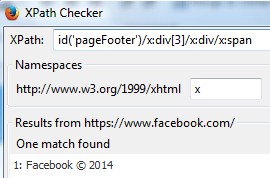 XPath Checker
XPath: id('pageFooter')/x:div[3]/x:div/x:span
Namespaces
http://www.w3.org/1999/xhtml x
Results from https://www.facebook.com/
One match found
1: Facebook © 2014